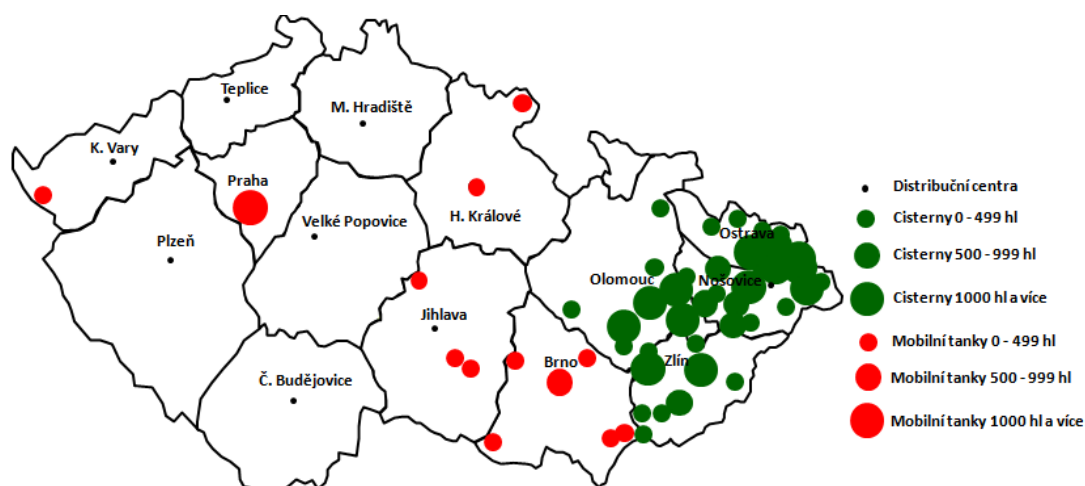 Teplice
M. Hradiště
K. Vary
Praha
H. Králové
Velké Popovice
Plzeň
Jihlava
Č. Budějovice
Brno
Olomouc
Ostrava
Nošovice
Zlín
Distribuční centra
Cisterny 0 - 499 hl
Cisterny 500 - 999 hl
Cisterny 1000 hl a více
Mobilní tanky 0 - 499 hl
Mobilní tanky 500 - 999 hl
Mobilní tanky 1000 hl a více